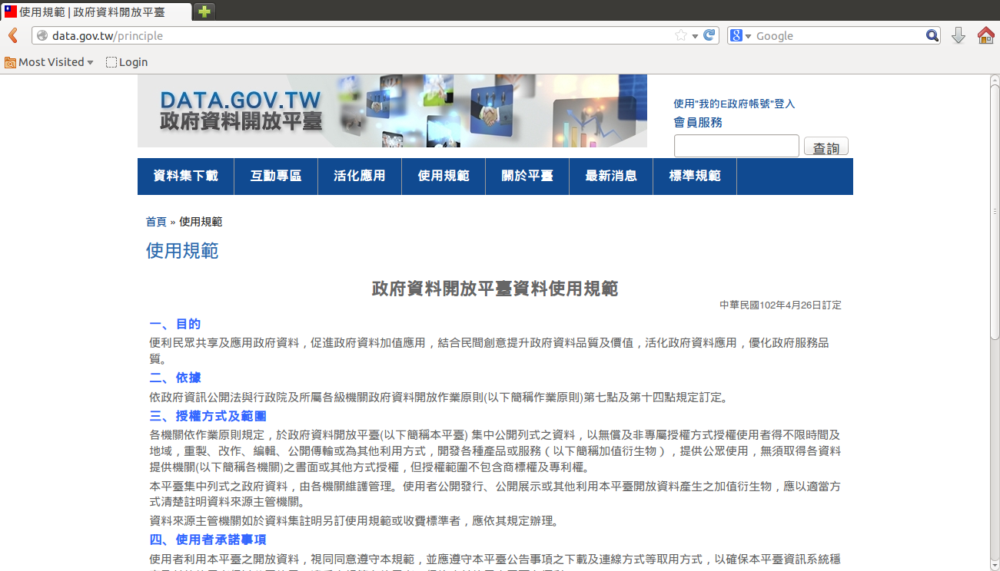 使用規範 | 政府資料開放平臺
data.gov.tw/principle
Google
Most Visited
Login
DATA.GOV.TW
政府資料開放平臺
使用"我的E政府帳號"登入
會員服務
查詢
資料集下載 互動專區 活化應用 使用規範 關於平臺 最新消息 標準規範
首頁 » 使用規範
使用規範
政府資料開放平臺資料使用規範
中華民國102年4月26日訂定
一、目的
便利民眾共享及應用政府資料，促進政府資料加值應用，結合民間創意提升政府資料品質及價值，活化政府資料應用，優化政府服務品
質。
二、依據
依政府資訊公開法與行政院及所屬各級機關政府資料開放作業原則(以下簡稱作業原則)第七點及第十四點規定訂定。
三、授權方式及範圍
各機關依作業原則規定，於政府資料開放平臺(以下簡稱本平臺) 集中公開列式之資料，以無償及非專屬授權方式授權使用者得不限時間及
地域，重製、改作、編輯、公開傳輸或為其他利用方式，開發各種產品或服務（以下簡稱加值衍生物），提供公眾使用，無須取得各資料
提供機關(以下簡稱各機關)之書面或其他方式授權，但授權範圍不包含商標權及專利權。
本平臺集中列式之政府資料，由各機關維護管理。使用者公開發行、公開展示或其他利用本平臺開放資料產生之加值衍生物，應以適當方
式清楚註明資料來源主管機關。
資料來源主管機關如於資料集註明另訂使用規範或收費標準者，應依其規定辦理。
四、使用者承諾事項
使用者利用本平臺之開放資料，視同同意遵守本規範，並應遵守本平臺公告事項之下載及連線方式等取用方式，以確保本平臺資訊系統穩